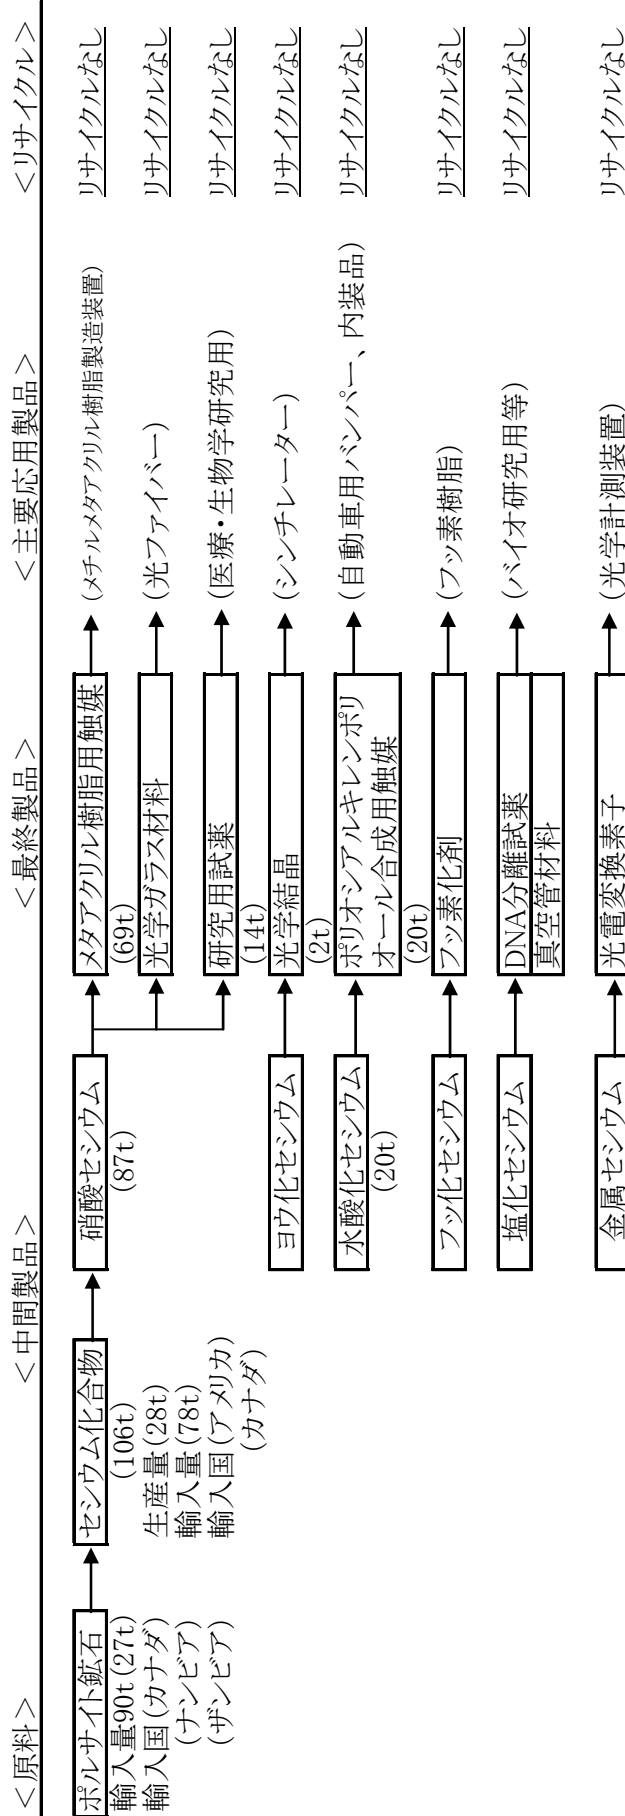 ＜原料＞
＜中間製品＞
＜最終製品＞
＜主要応用製品＞
＜リサイクル＞
ポルサイト鉱石
輸入量90t(27t)
輸入国(カナダ)
(ナンビア)
(ザンビア)
セシウム化合物
(106t)
生産量(28t)
輸入量(78t)
輸入国(アメリカ)
(カナダ)
硝酸セシウム
(87t)
メタアクリル樹脂用触媒
(69t)
(メチルメタアクリル樹脂製造装置)
リサイクルなし
光学ガラス材料
(光ファイバー)
リサイクルなし
研究用試薬
(14t)
(医療・生物学研究用)
リサイクルなし
ヨウ化セシウム
光学結晶
(2t)
(シンチレーター)
リサイクルなし
水酸化セシウム
(20t)
ポリオシアルキレンポリ
オール合成用触媒
(20t)
(自動車用バンパー、内装品)
リサイクルなし
フッ化セシウム
フッ素化剤
(フッ素樹脂)
リサイクルなし
塩化セシウム
DNA分離試薬
真空管材料
(バイオ研究用等)
リサイクルなし
金属セシウム
光電変換素子
(光学計測装置)
リサイクルなし